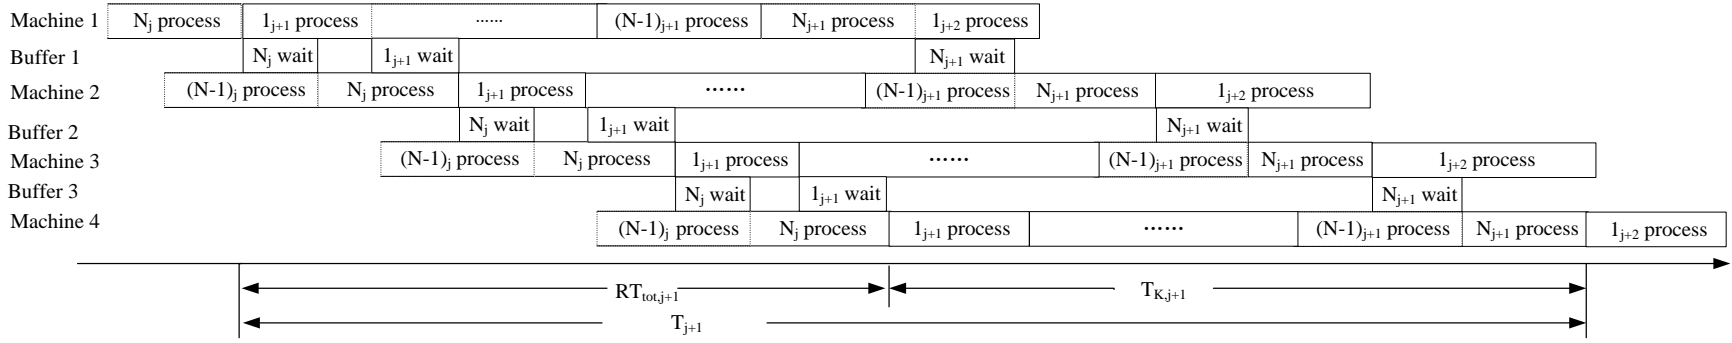 Machine 1 N_j process 1_{j+1} process ...... (N-1)_{j+1} process N_{j+1} process 1_{j+2} process
Buffer 1 N_j wait 1_{j+1} wait N_{j+1} wait
Machine 2 (N-1)_j process N_j process 1_{j+1} process ...... (N-1)_{j+1} process N_{j+1} process 1_{j+2} process
Buffer 2 N_j wait 1_{j+1} wait N_{j+1} wait
Machine 3 (N-1)_j process N_j process 1_{j+1} process ...... (N-1)_{j+1} process N_{j+1} process 1_{j+2} process
Buffer 3 N_j wait 1_{j+1} wait N_{j+1} wait
Machine 4 (N-1)_j process N_j process 1_{j+1} process ...... (N-1)_{j+1} process N_{j+1} process 1_{j+2} process
RT_{tot,j+1} T_{K,j+1}
T_{j+1}